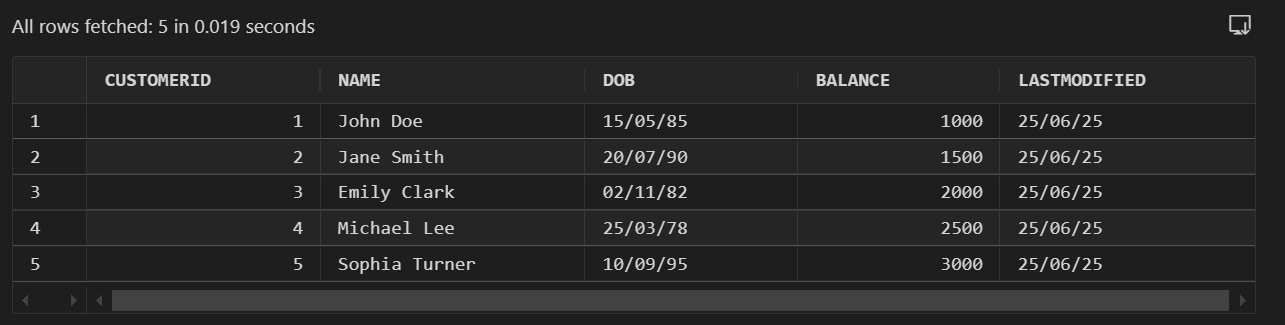 All rows fetched: 5 in 0.019 seconds
CUSTOMERID NAME DOB BALANCE LASTMODIFIED
1 1 John Doe 15/05/85 1000 25/06/25
2 2 Jane Smith 20/07/90 1500 25/06/25
3 3 Emily Clark 02/11/82 2000 25/06/25
4 4 Michael Lee 25/03/78 2500 25/06/25
5 5 Sophia Turner 10/09/95 3000 25/06/25